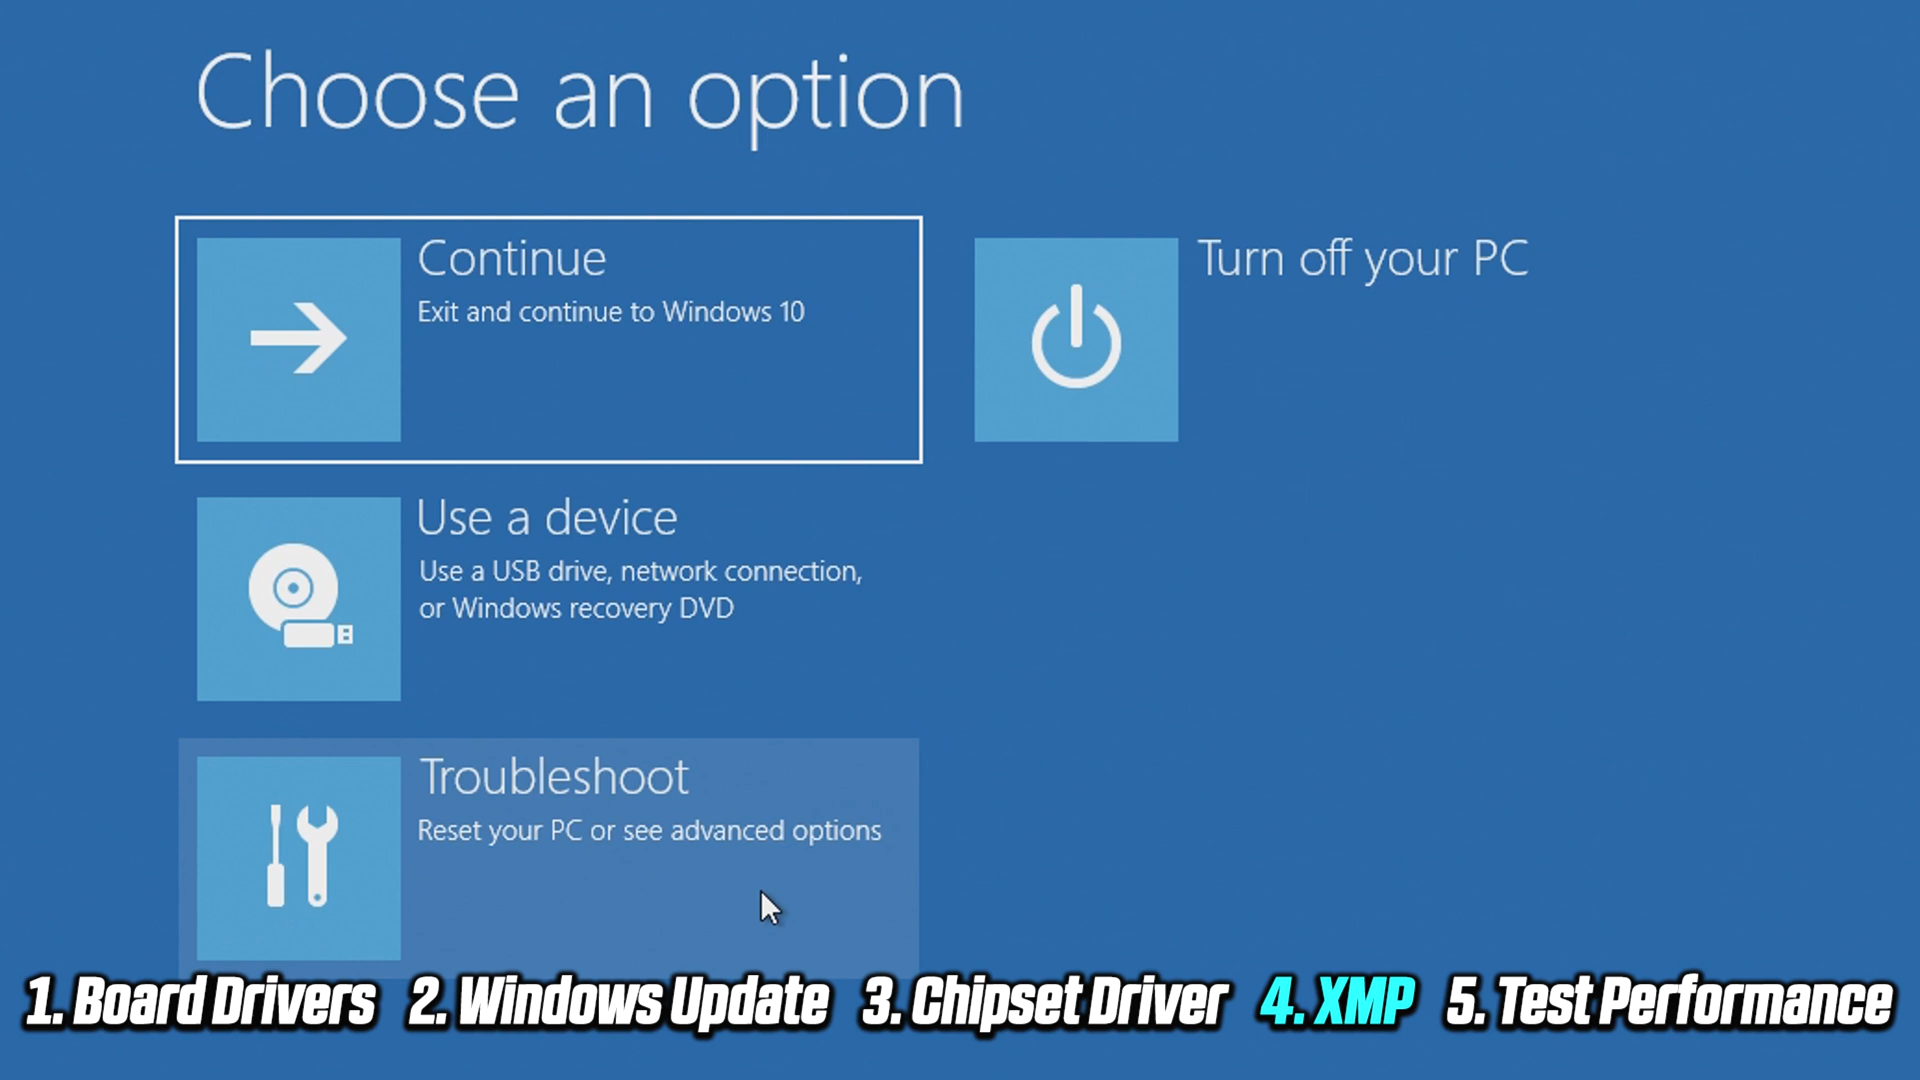 Choose an option
Continue
Exit and continue to Windows 10
Turn off your PC
Use a device
Use a USB drive, network connection,
or Windows recovery DVD
Troubleshoot
Reset your PC or see advanced options
1. Board Drivers 2. Windows Update 3. Chipset Driver 4. XMP 5. Test Performance